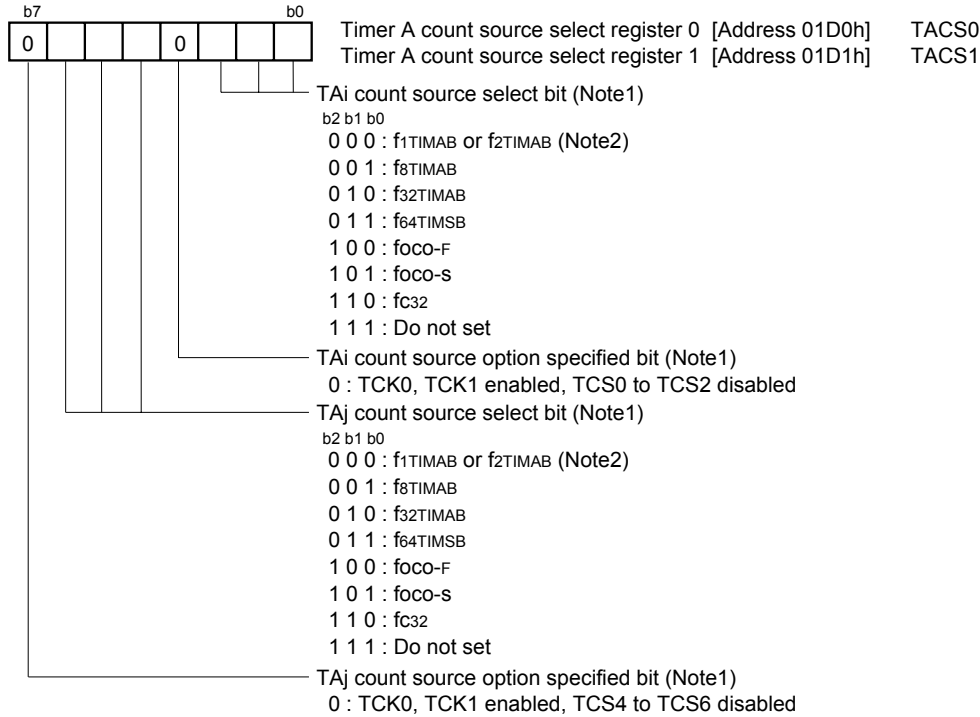 b7 b0
0 0
Timer A count source select register 0 [Address 01D0h] TACS0
Timer A count source select register 1 [Address 01D1h] TACS1
TAi count source select bit (Note1)
b2 b1 b0
0 0 0 : f1TIMAB or f2TIMAB (Note2)
0 0 1 : f8TIMAB
0 1 0 : f32TIMAB
0 1 1 : f64TIMSB
1 0 0 : foco-F
1 0 1 : foco-s
1 1 0 : fc32
1 1 1 : Do not set
TAi count source option specified bit (Note1)
0 : TCK0, TCK1 enabled, TCS0 to TCS2 disabled
TAj count source select bit (Note1)
b2 b1 b0
0 0 0 : f1TIMAB or f2TIMAB (Note2)
0 0 1 : f8TIMAB
0 1 0 : f32TIMAB
0 1 1 : f64TIMSB
1 0 0 : foco-F
1 0 1 : foco-s
1 1 0 : fc32
1 1 1 : Do not set
TAj count source option specified bit (Note1)
0 : TCK0, TCK1 enabled, TCS4 to TCS6 disabled